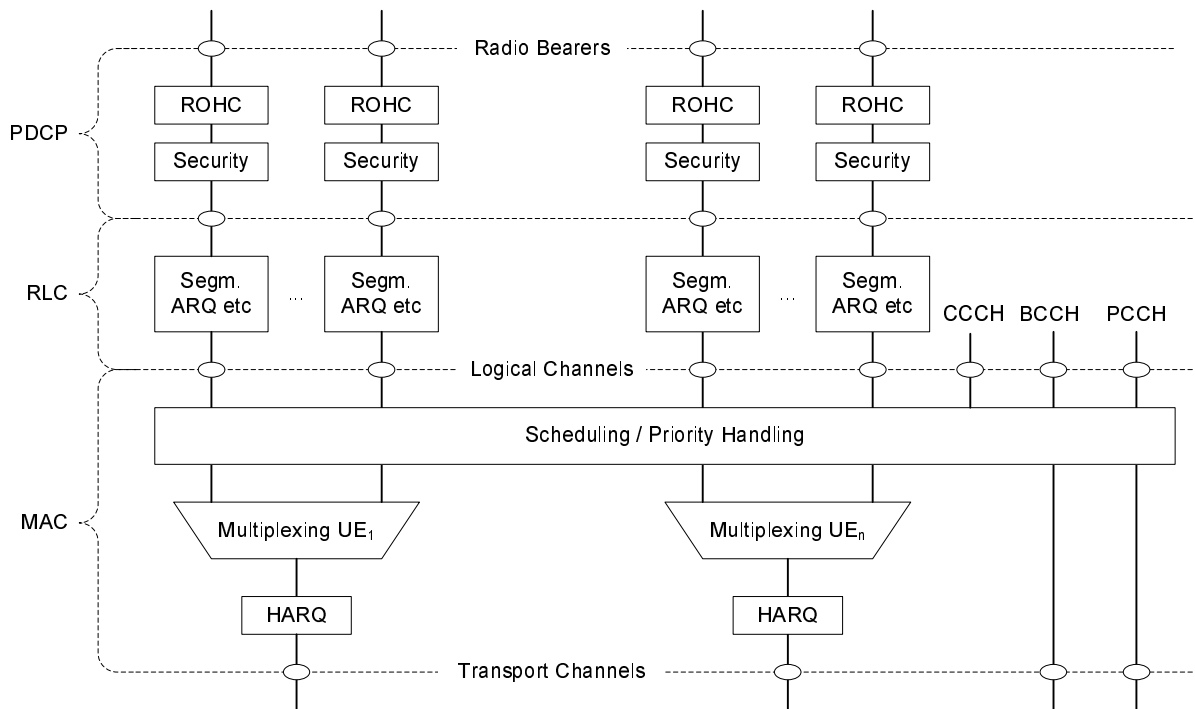 Radio Bearers
ROHC ROHC ROHC ROHC
PDCP
Security Security Security Security
Segm. ARQ etc
...
Segm. ARQ etc
Segm. ARQ etc
...
Segm. ARQ etc
RLC
CCCH BCCH PCCH
Logical Channels
Scheduling / Priority Handling
MAC
Multiplexing UE1 Multiplexing UEn
HARQ HARQ
Transport Channels